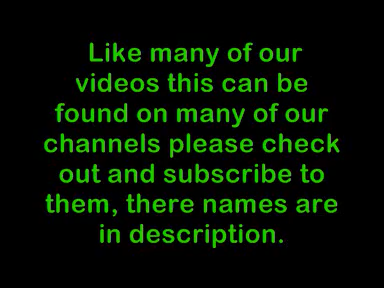 Like many of our
videos this can be
found on many of our
channels please check
out and subscribe to
them, there names are
in description.